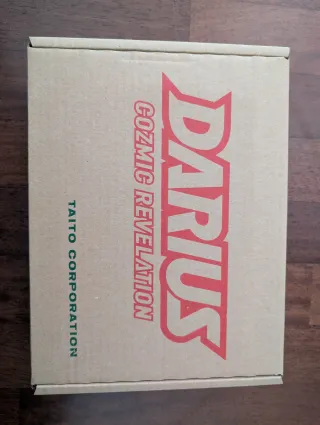 DARIUS
COZMIC REVELATION
TAITO CORPORATION